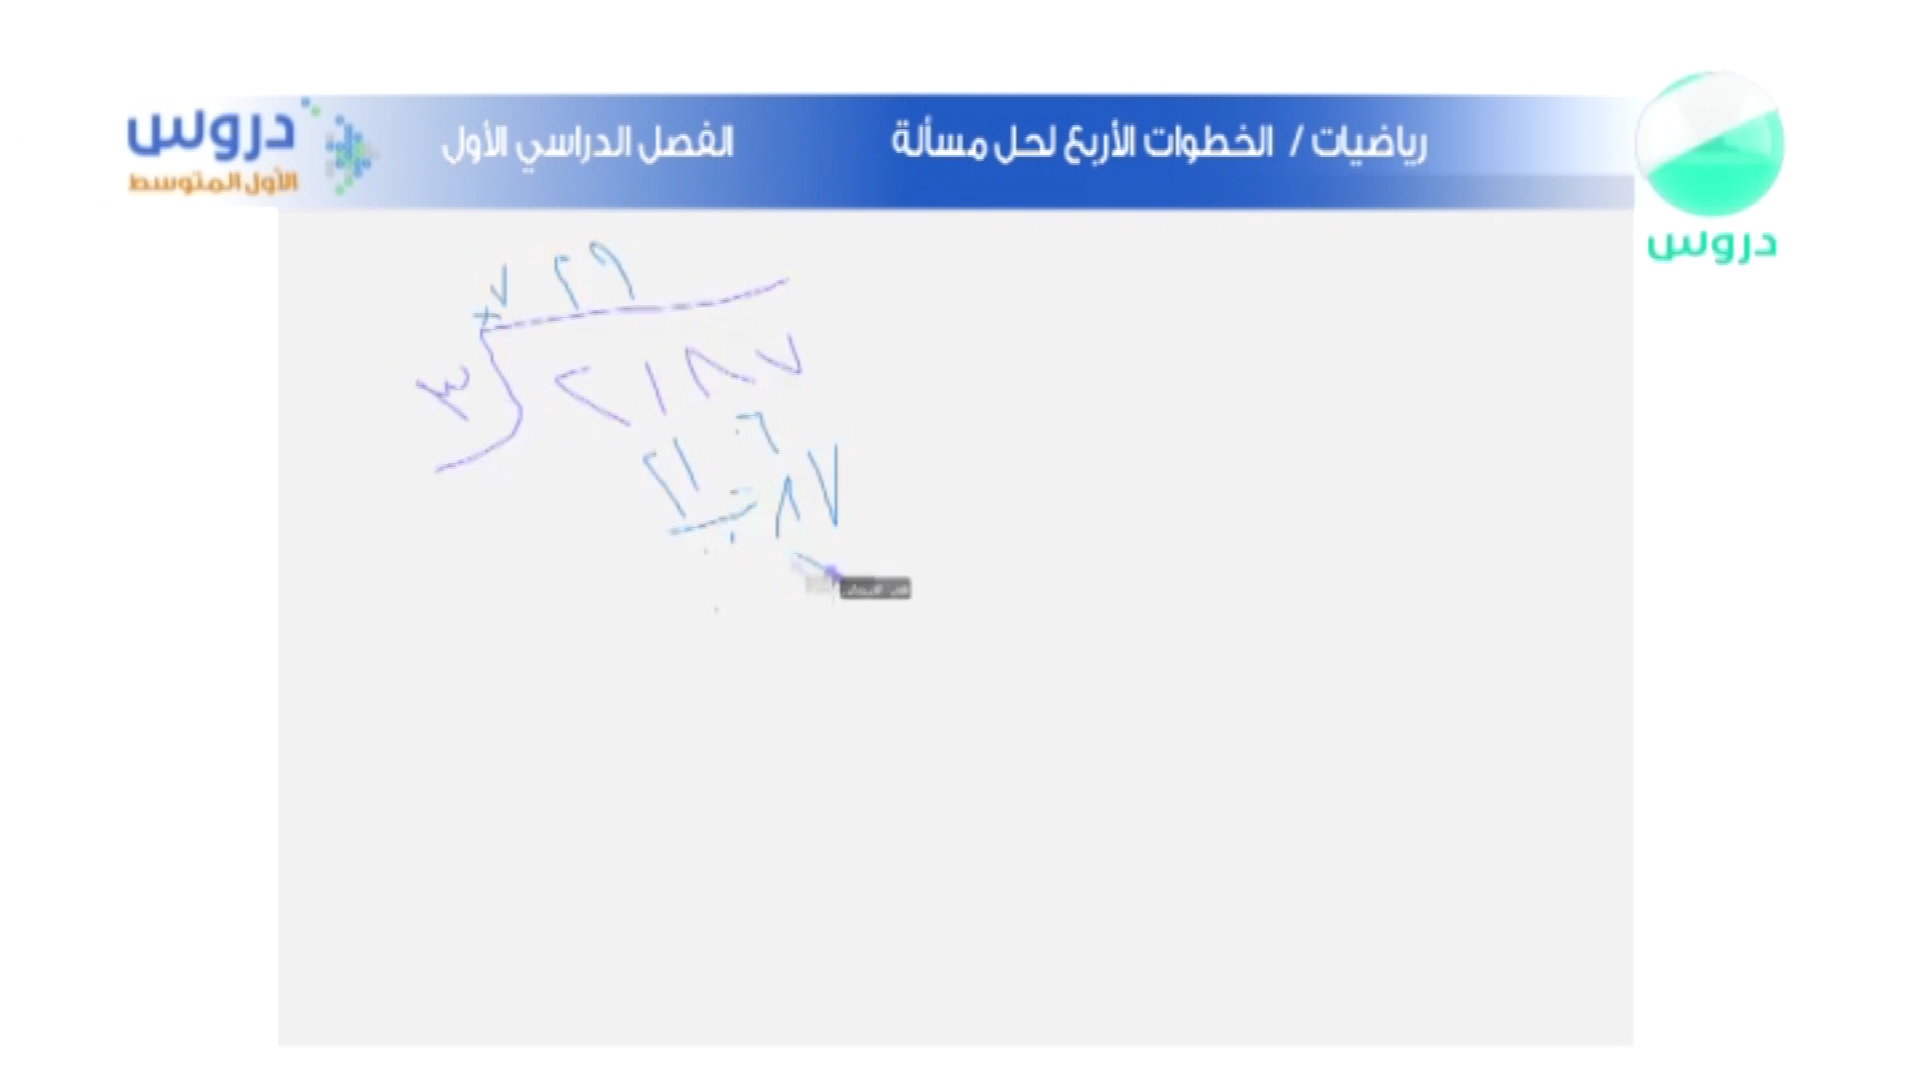 رياضيات / الخطوات الأربع لحل مسألة
الفصل الدراسي الأول
دروس
الأول المتوسط
دروس
٧٢٩
٣
٢١٨٧
٦
٢١
٨٧